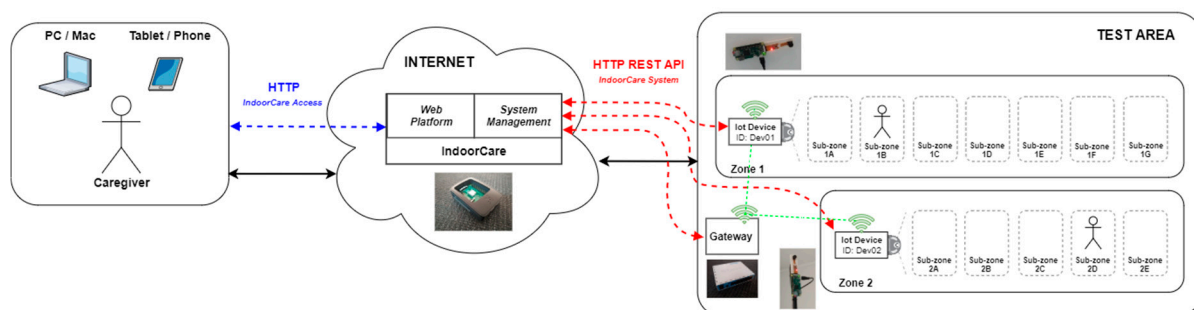 PC / Mac
Tablet / Phone
Caregiver
HTTP
IndoorCare Access
INTERNET
Web
Platform
System
Management
IndoorCare
HTTP REST API
IndoorCare System
TEST AREA
Iot Device
ID: Dev01
Sub-zone
1A
Sub-zone
1B
Sub-zone
1C
Sub-zone
1D
Sub-zone
1E
Sub-zone
1F
Sub-zone
1G
Zone 1
Gateway
Iot Device
ID: Dev02
Sub-zone
2A
Sub-zone
2B
Sub-zone
2C
Sub-zone
2D
Sub-zone
2E
Zone 2